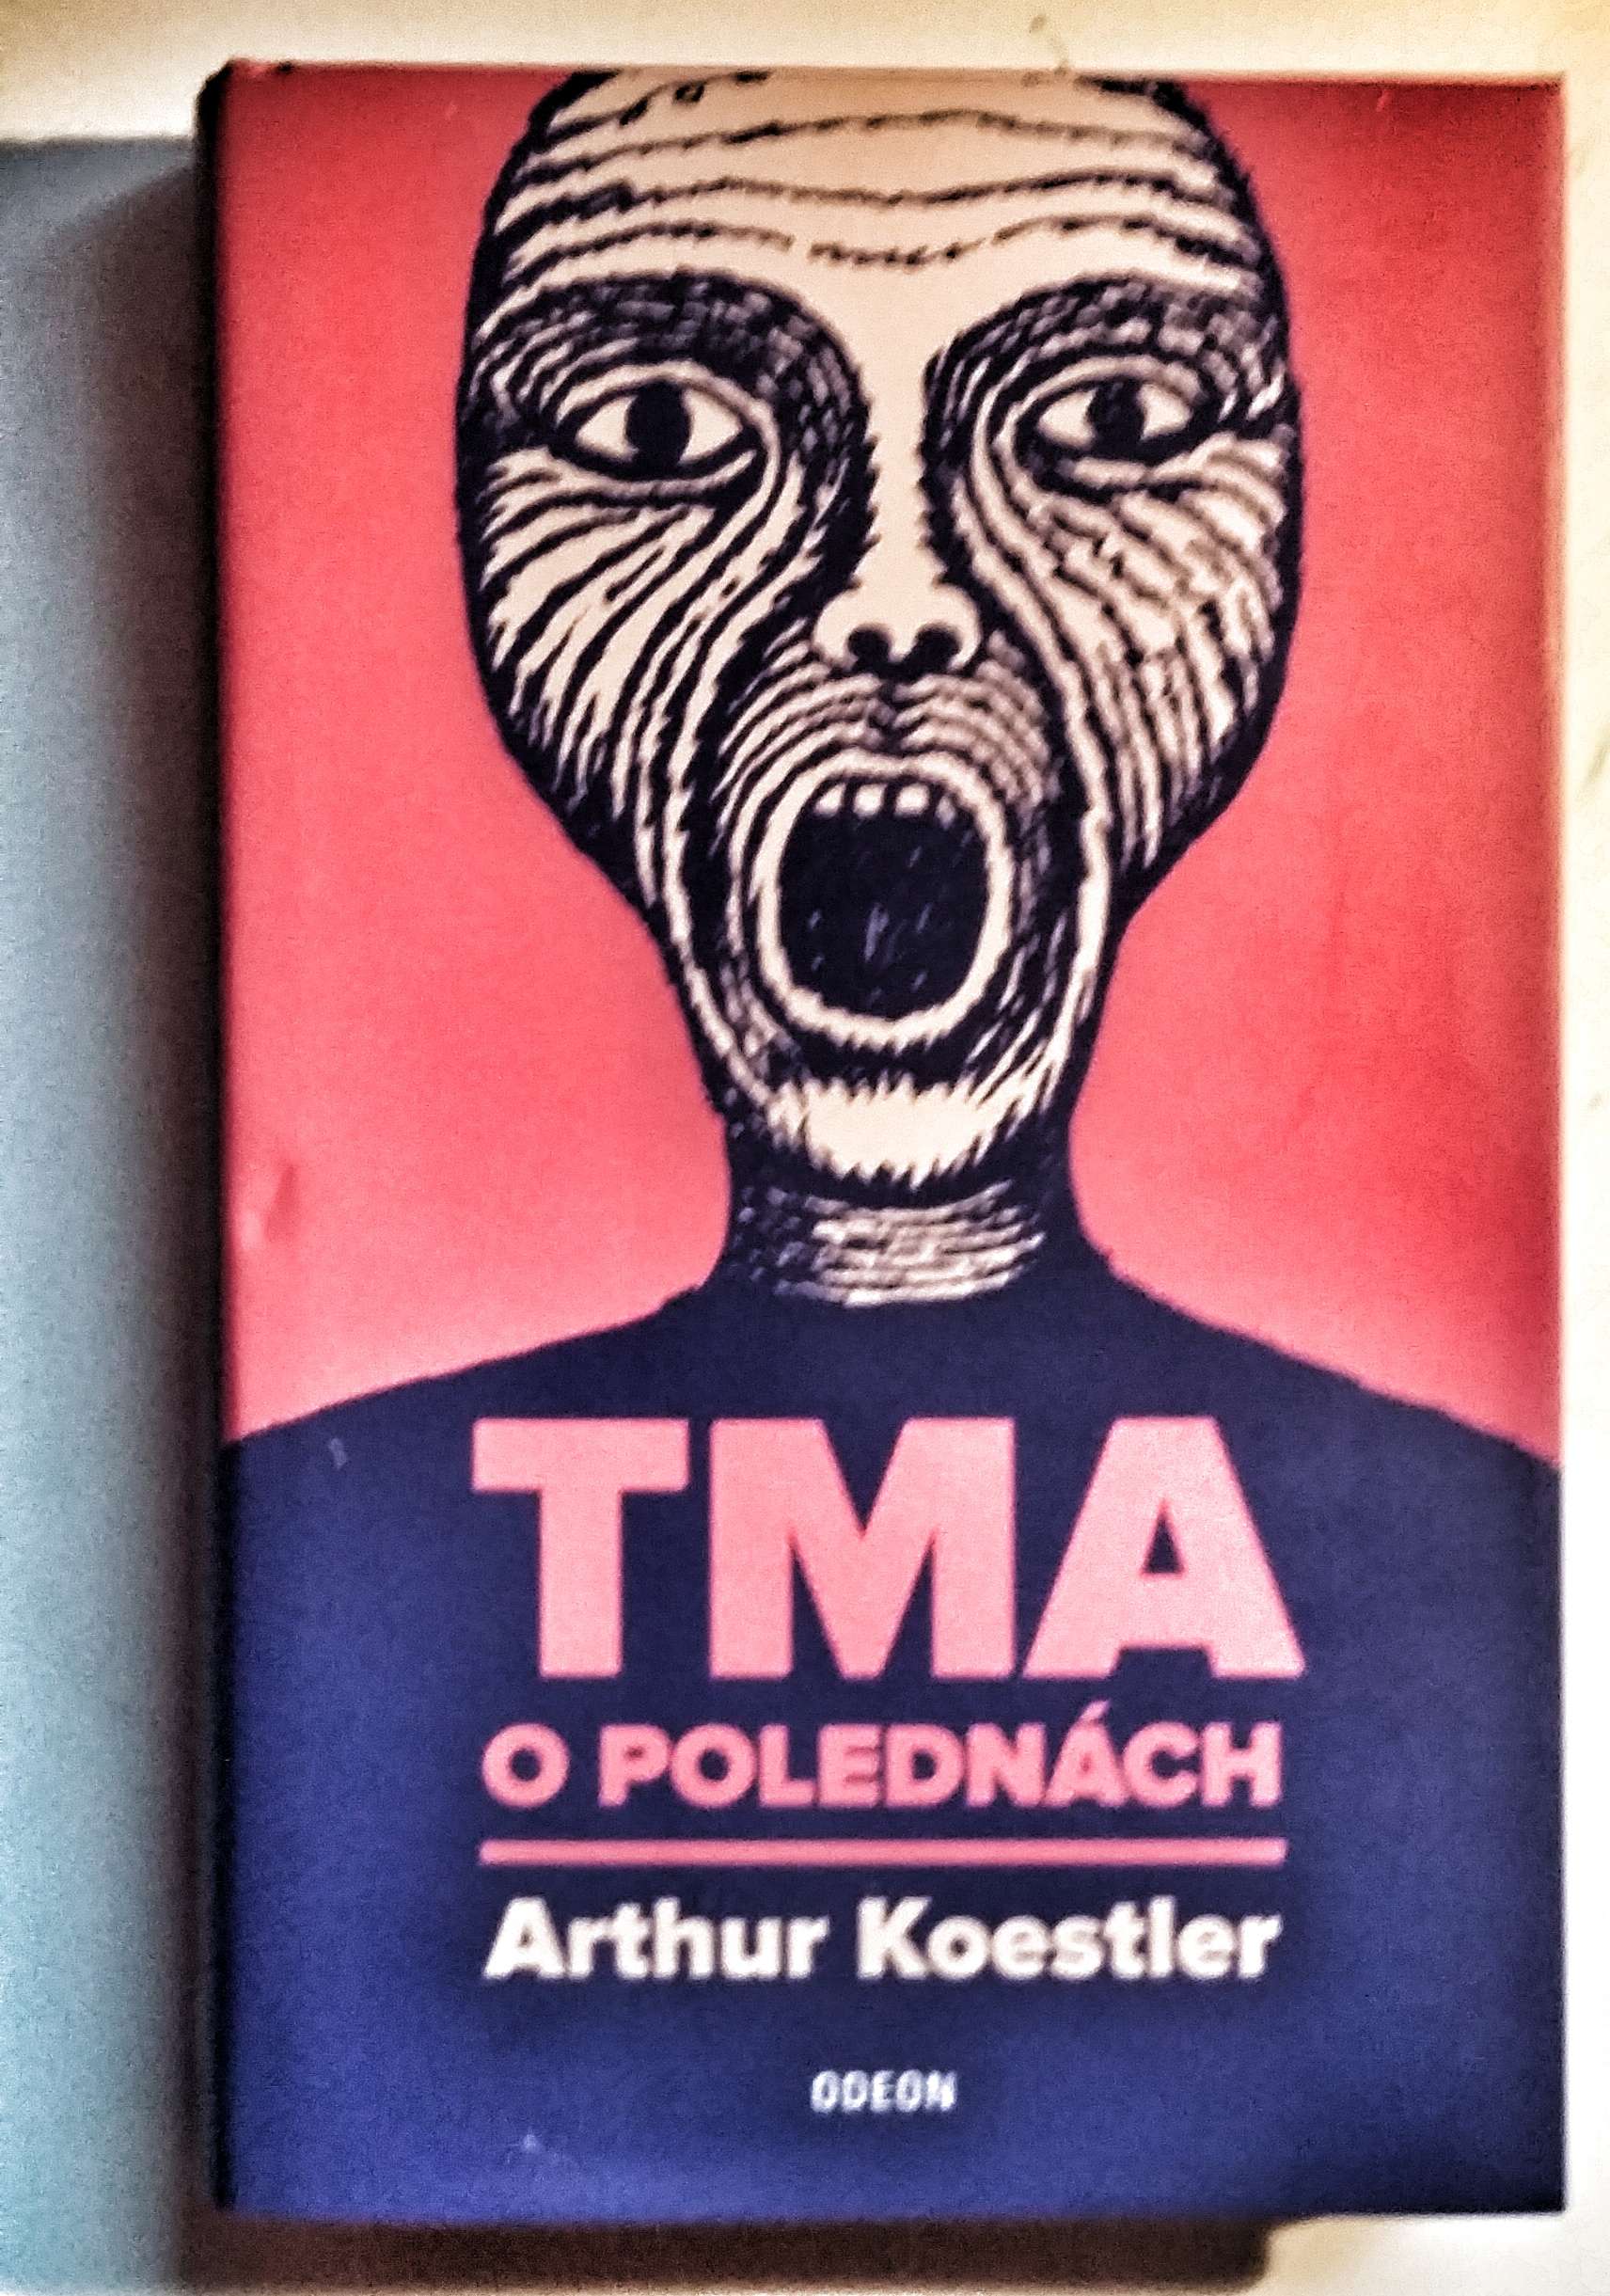 TMA
O POLEDNÁCH
Arthur Koestler
ODEON